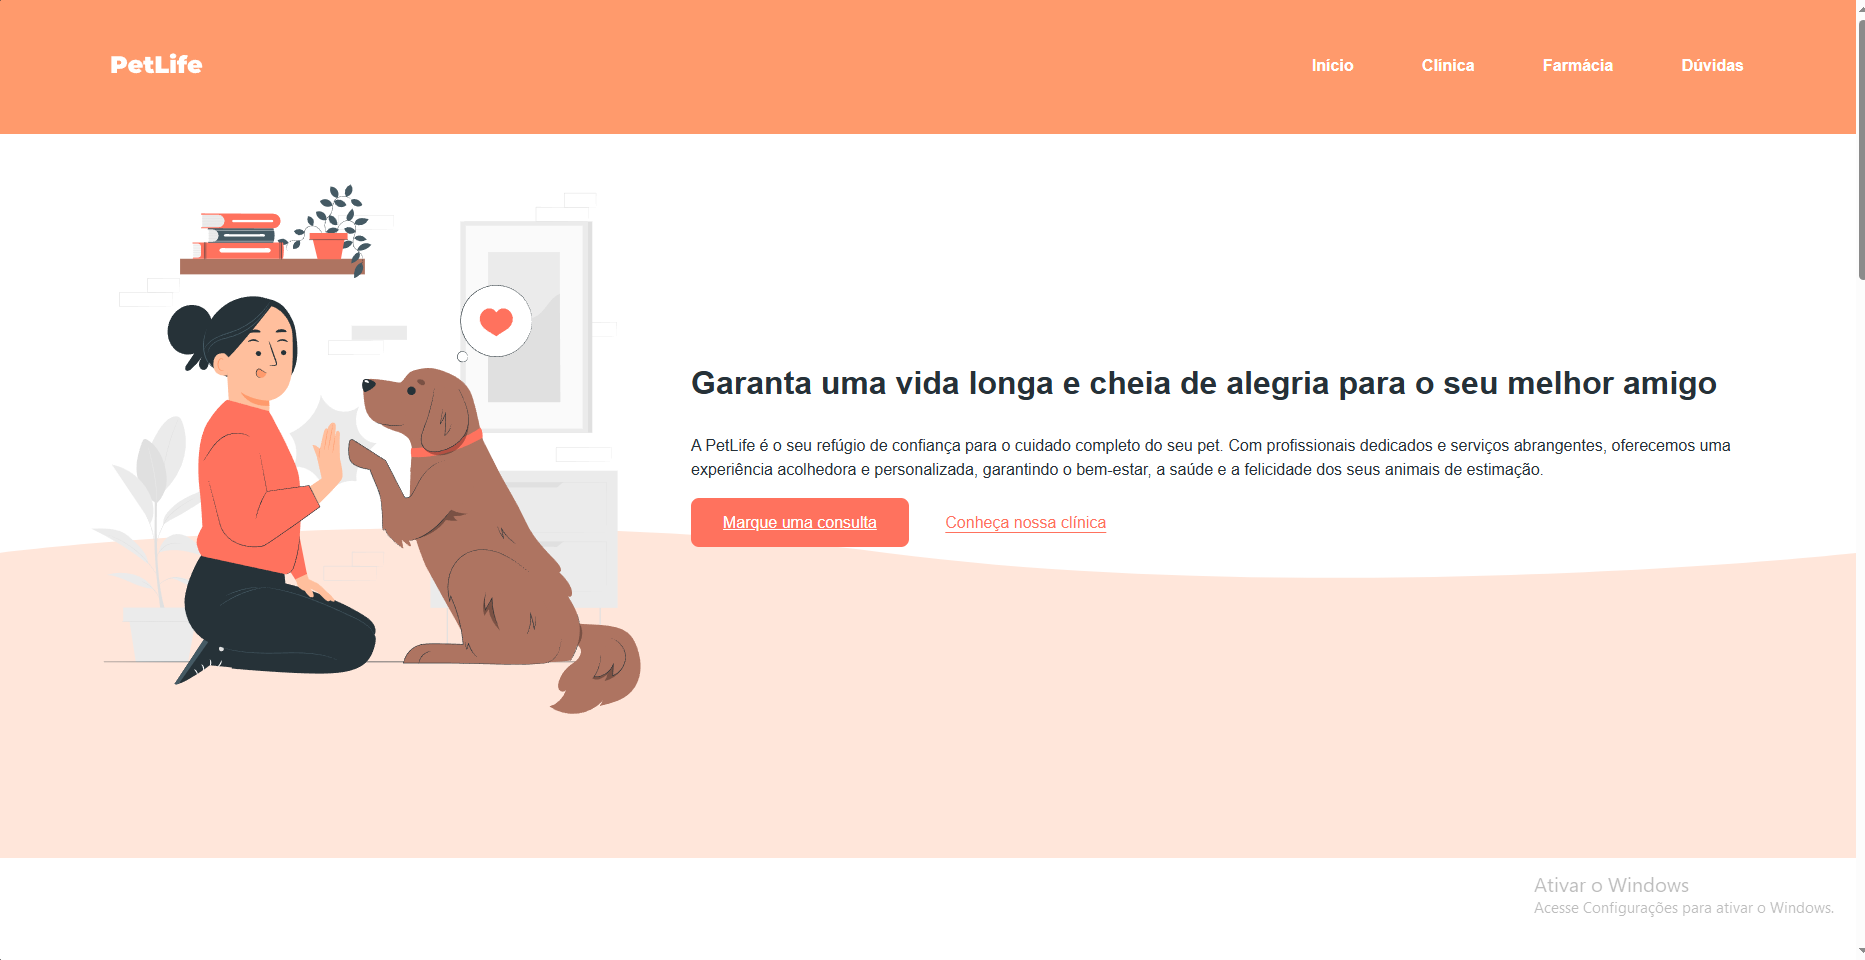 PetLife
Início Clínica Farmácia Dúvidas
Garanta uma vida longa e cheia de alegria para o seu melhor amigo
A PetLife é o seu refúgio de confiança para o cuidado completo do seu pet. Com profissionais dedicados e serviços abrangentes, oferecemos uma
experiência acolhedora e personalizada, garantindo o bem-estar, a saúde e a felicidade dos seus animais de estimação.
Marque uma consulta Conheça nossa clínica
Ativar o Windows
Acesse Configurações para ativar o Windows.